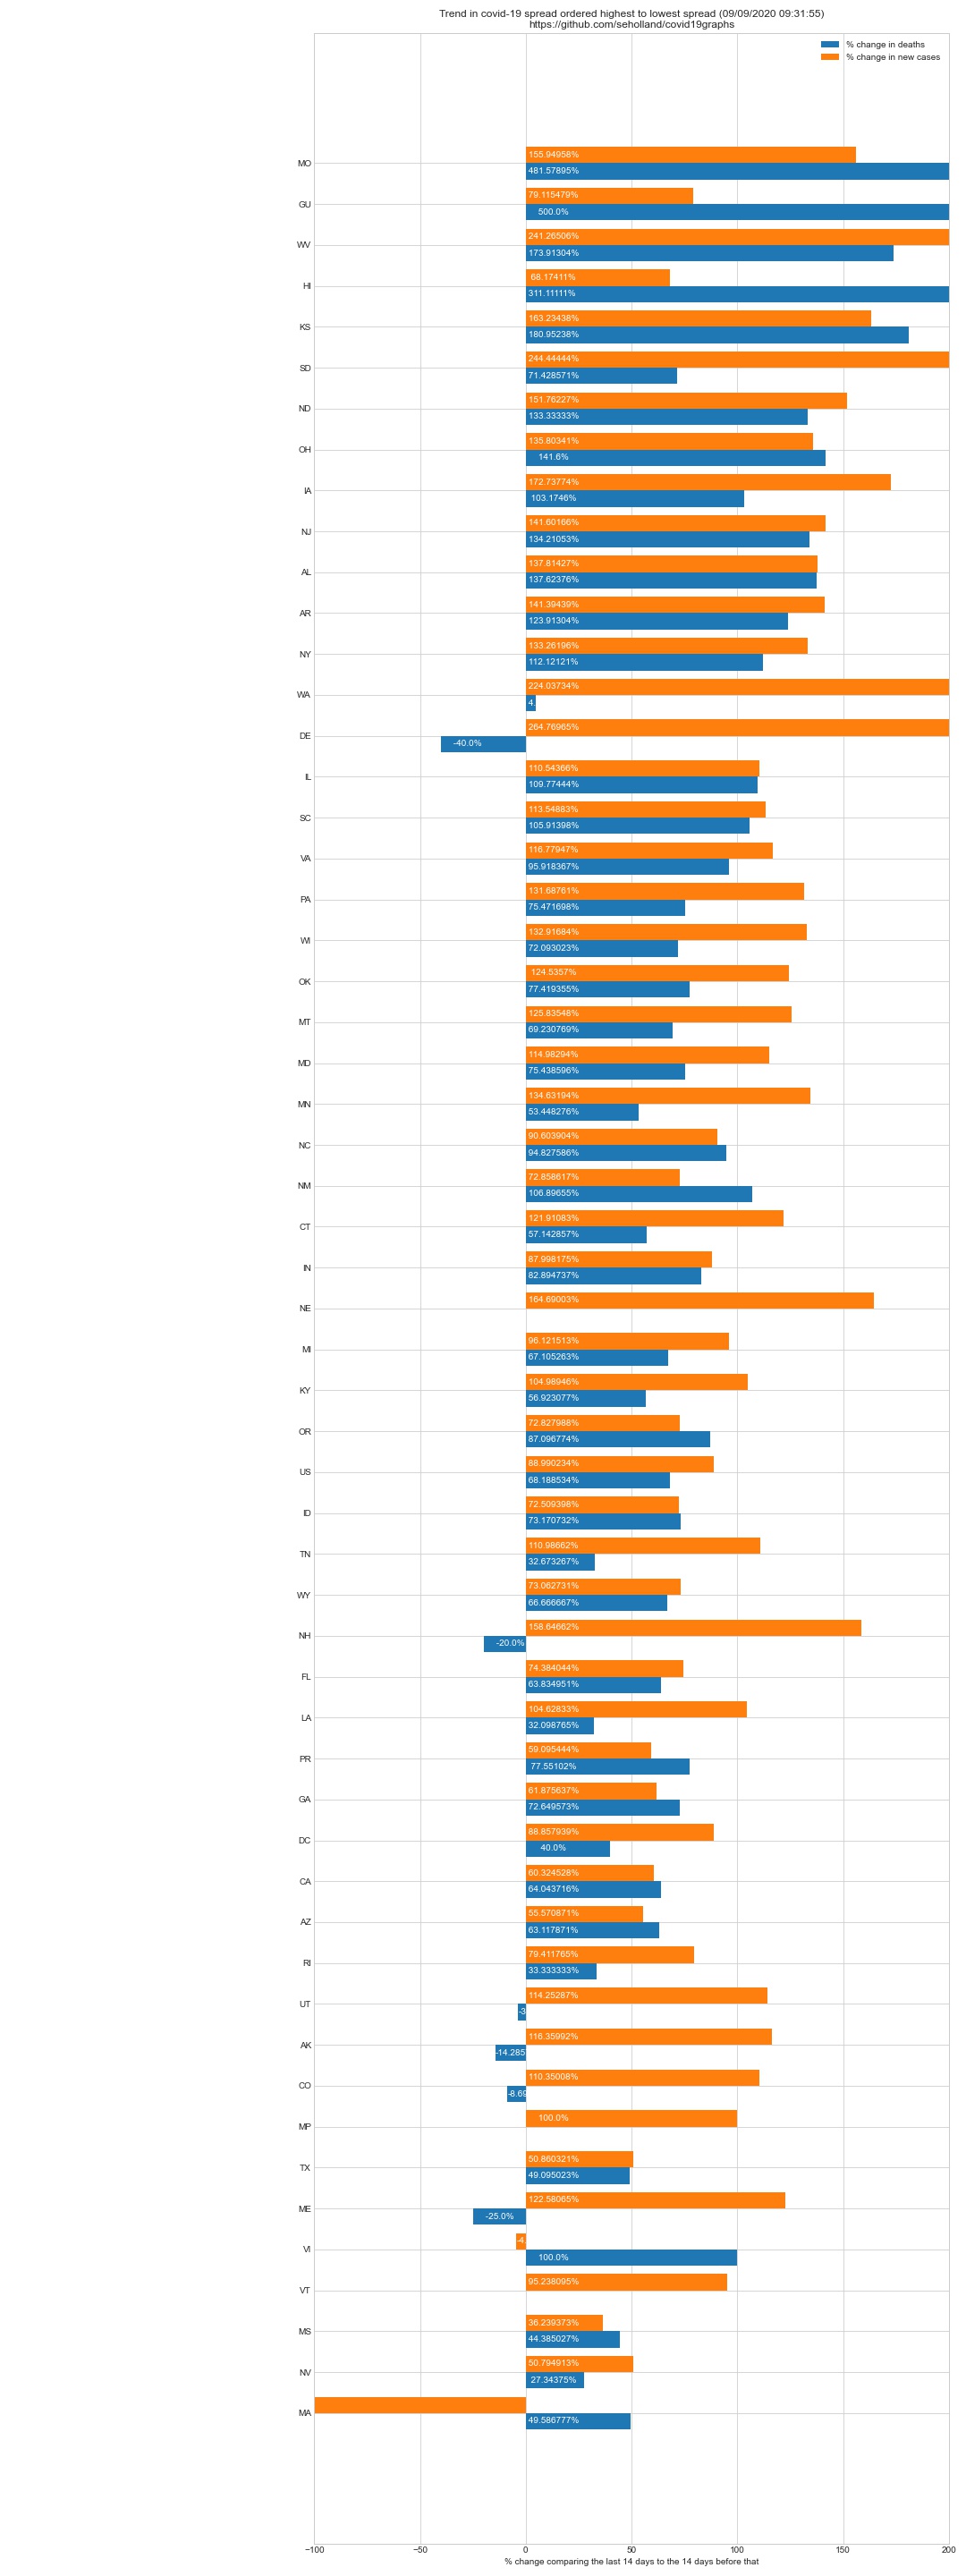 Trend in covid-19 spread ordered highest to lowest spread (09/09/2020 09:31:55)
https://github.com/seholland/covid19graphs
% change in deaths
% change in new cases
155.94958%
MO
481.57895%
79.115479%
GU
500.0%
241.26506%
WV
173.91304%
68.17411%
HI
311.11111%
163.23438%
KS
180.95238%
244.44444%
SD
71.428571%
151.76227%
ND
133.33333%
135.80341%
OH
141.6%
172.73774%
IA
103.1746%
141.60166%
NJ
134.21053%
137.81427%
AL
137.62376%
141.39439%
AR
123.91304%
133.26196%
NY
112.12121%
224.03734%
WA
4.
264.76965%
DE
-40.0%
110.54366%
IL
109.77444%
113.54883%
SC
105.91398%
116.77947%
VA
95.918367%
131.68761%
PA
75.471698%
132.91684%
WI
72.093023%
124.5357%
OK
77.419355%
125.83548%
MT
69.230769%
114.98294%
MD
75.438596%
134.63194%
MN
53.448276%
90.603904%
NC
94.827586%
72.858617%
NM
106.89655%
121.91083%
CT
57.142857%
87.998175%
IN
82.894737%
164.69003%
NE
96.121513%
MI
67.105263%
104.98946%
KY
56.923077%
72.827988%
OR
87.096774%
88.990234%
US
68.188534%
72.509398%
ID
73.170732%
110.98662%
TN
32.673267%
73.062731%
WY
66.666667%
158.64662%
NH
-20.0%
74.384044%
FL
63.834951%
104.62833%
LA
32.098765%
59.095444%
PR
77.55102%
61.875637%
GA
72.649573%
88.857939%
DC
40.0%
60.324528%
CA
64.043716%
55.570871%
AZ
63.117871%
79.411765%
RI
33.333333%
114.25287%
UT
-3
116.35992%
AK
-14.285
110.35008%
CO
-8.69
100.0%
MP
50.860321%
TX
49.095023%
122.58065%
ME
-25.0%
-4.
VI
100.0%
95.238095%
VT
36.239373%
MS
44.385027%
50.794913%
NV
27.34375%
MA
49.586777%
−100 −50 0 50 100 150 200
% change comparing the last 14 days to the 14 days before that